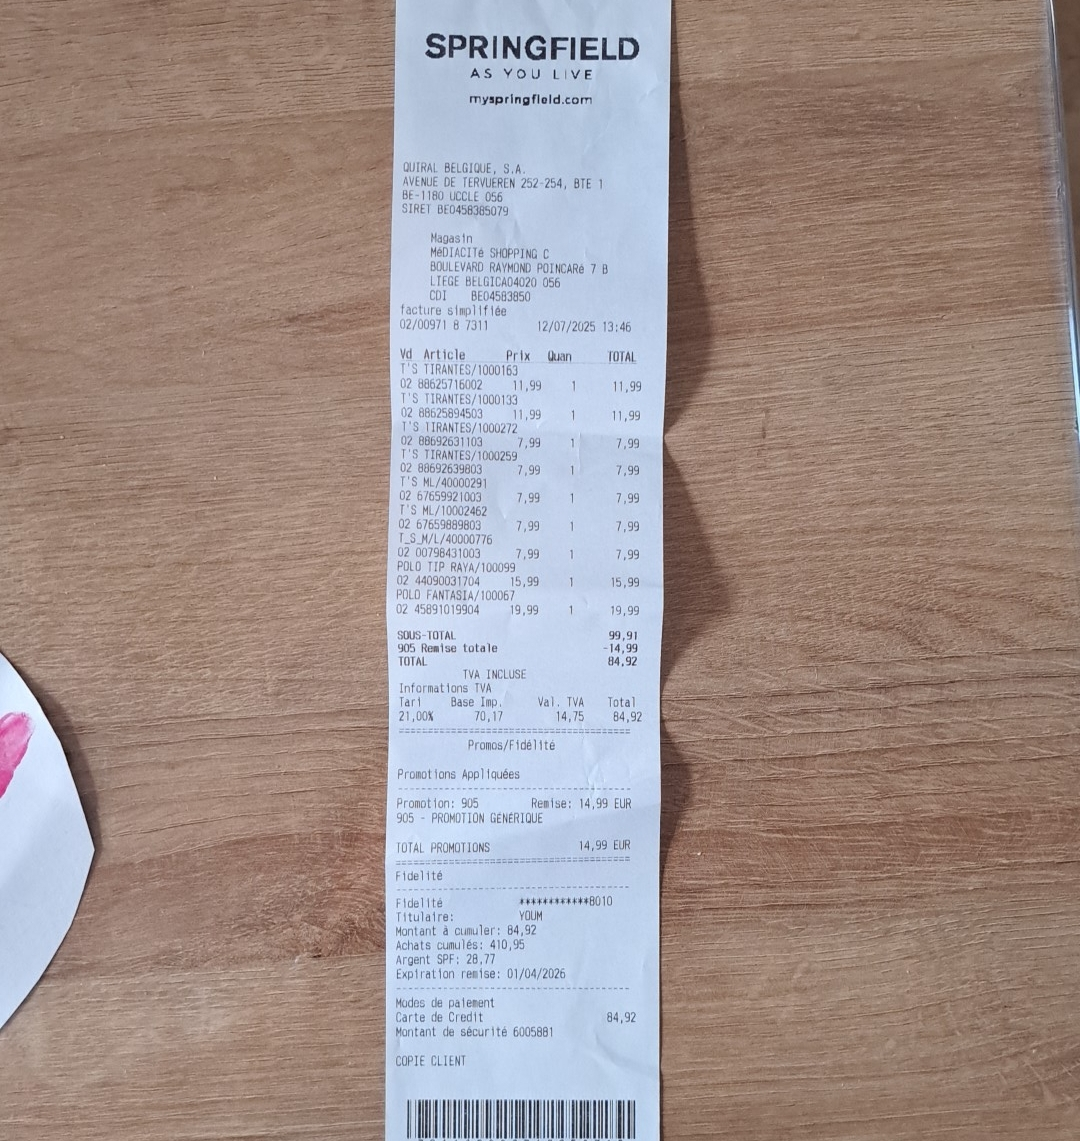 SPRINGFIELD
AS YOU LIVE
myspringfield.com
QUIRAL BELGIQUE, S.A.
AVENUE DE TERVUEREN 252-254, BTE 1
BE-1180 UCCLE 056
SIRET BE0458385079
Magasin
MéDIACITé SHOPPING C
BOULEVARD RAYMOND POINCARé 7 B
LIEGE BELGICA04020 056
CDI BE04583850
facture simplifiée
02/00971 8 7311 12/07/2025 13:46
Vd Article Prix Quan TOTAL
T'S TIRANTES/1000163
02 88625716002 11,99 1 11,99
T'S TIRANTES/1000133
02 88625894503 11,99 1 11,99
T'S TIRANTES/1000272
02 88692631103 7,99 1 7,99
T'S TIRANTES/1000259
02 88692639803 7,99 1 7,99
T'S ML/40000291
02 67659921003 7,99 1 7,99
T'S ML/10002462
02 67659889803 7,99 1 7,99
T_S_M/L/40000776
02 00798431003 7,99 1 7,99
POLO TIP RAYA/100099
02 44090031704 15,99 1 15,99
POLO FANTASIA/100067
02 45891019904 19,99 1 19,99
SOUS-TOTAL 99,91
905 Remise totale -14,99
TOTAL 84,92
TVA INCLUSE
Informations TVA
Tari Base Imp. Val. TVA Total
21,00% 70,17 14,75 84,92
Promos/Fidélité
Promotions Appliquées
Promotion: 905 Remise: 14,99 EUR
905 - PROMOTION GÉNÉRIQUE
TOTAL PROMOTIONS 14,99 EUR
Fidelité
Fidelité ************8010
Titulaire: YOUM
Montant à cumuler: 84,92
Achats cumulés: 410,95
Argent SPF: 28,77
Expiration remise: 01/04/2026
Modes de paiement
Carte de Credit 84,92
Montant de sécurité 6005881
COPIE CLIENT